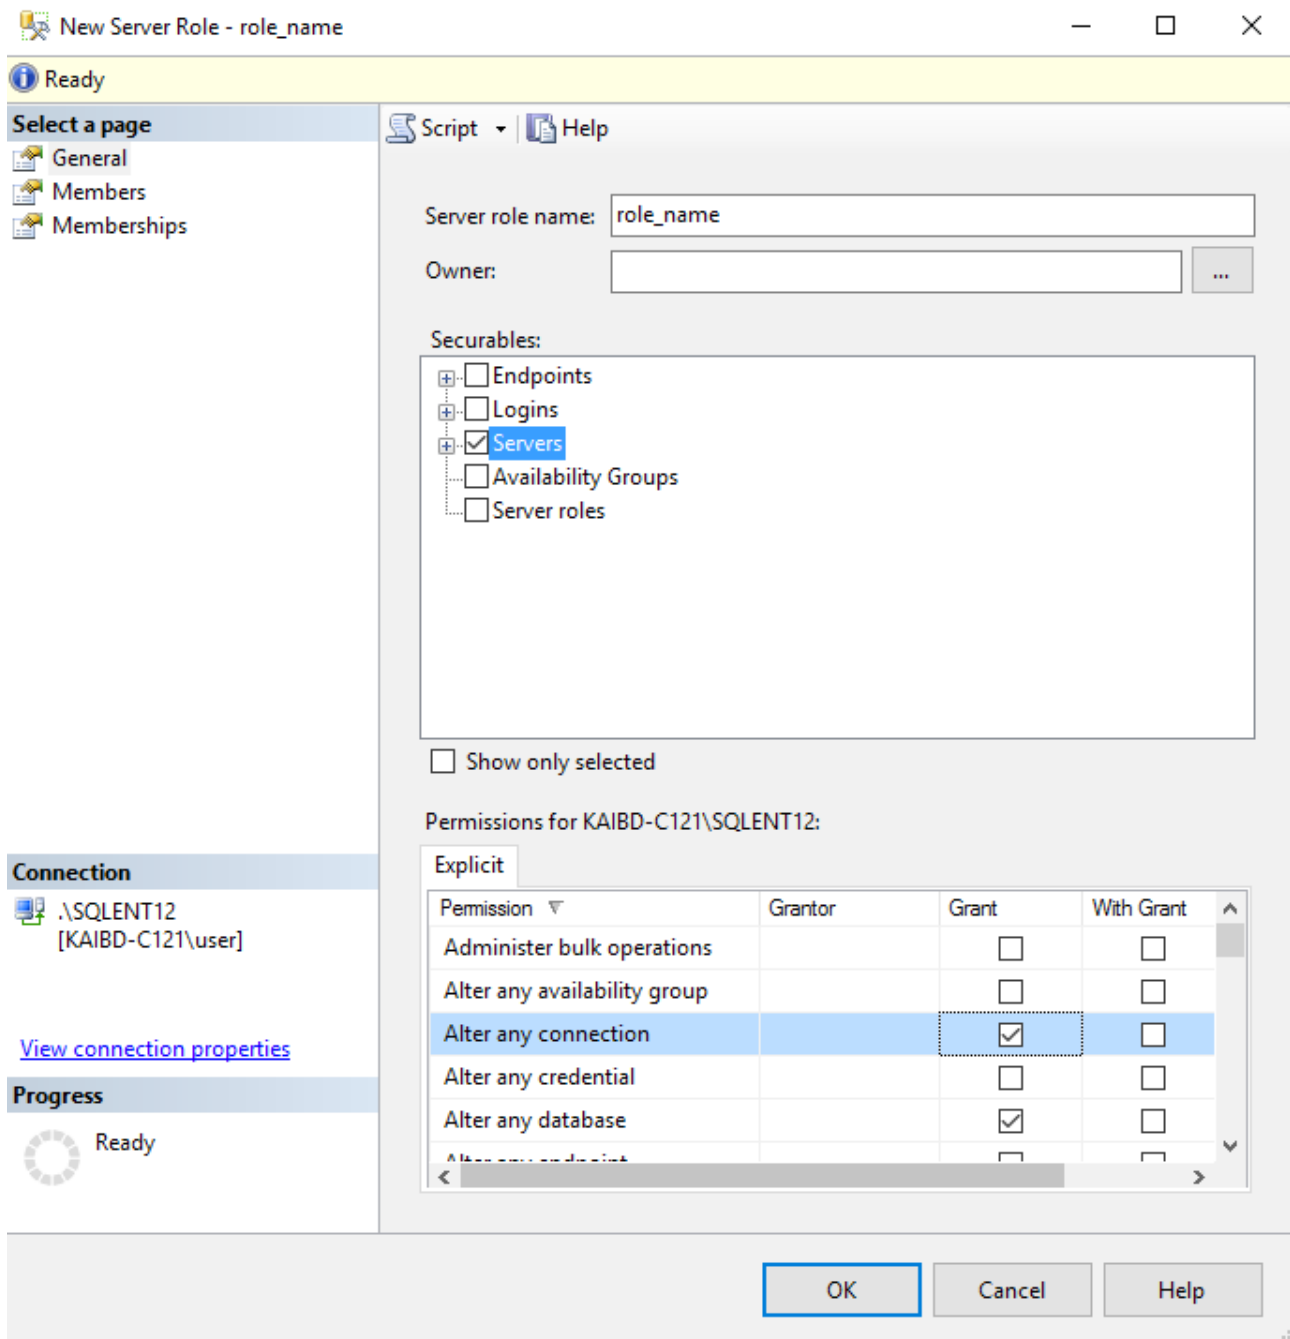 New Server Role - role_name
Ready
Select a page
General
Members
Memberships
Script
Help
Server role name: role_name
Owner:
...
Securables:
Endpoints
Logins
Servers
Availability Groups
Server roles
Show only selected
Permissions for KAIBD-C121\SQLENT12:
Explicit
Permission Grantor Grant With Grant
Administer bulk operations
Alter any availability group
Alter any connection
Alter any credential
Alter any database
Alter any endpoint
Connection
.\SQLENT12
[KAIBD-C121\user]
View connection properties
Progress
Ready
OK Cancel Help